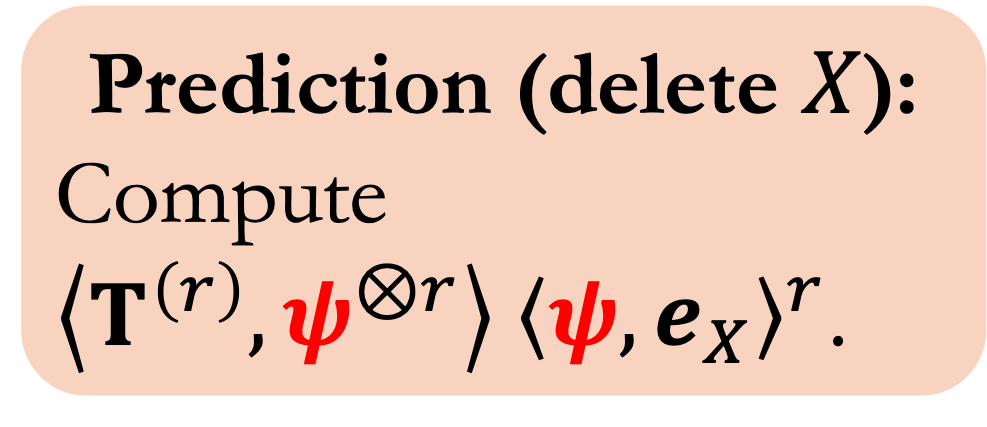 Prediction (delete X):
Compute
⟨T⁽ʳ⁾, ψ^{⊗r}⟩ ⟨ψ, e_X⟩ʳ.